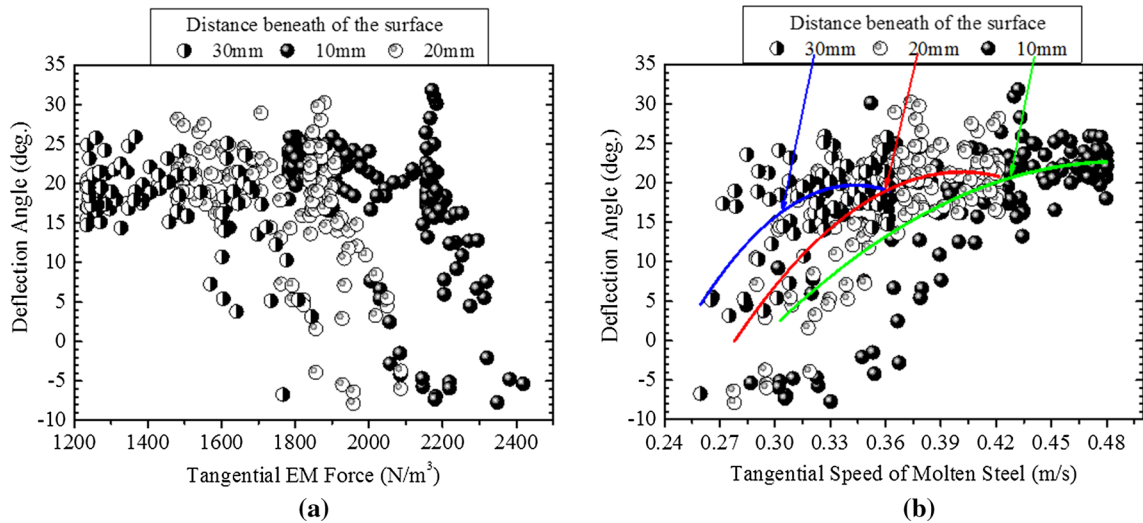 Distance beneath of the surface
30mm 10mm 20mm
Deflection Angle (deg.)
35
30
25
20
15
10
5
0
-5
-10
1200 1400 1600 1800 2000 2200 2400
Tangential EM Force (N/m³)
(a)
Distance beneath of the surface
30mm 20mm 10mm
Deflection Angle (deg.)
35
30
25
20
15
10
5
0
-5
-10
0.24 0.27 0.30 0.33 0.36 0.39 0.42 0.45 0.48
Tangential Speed of Molten Steel (m/s)
(b)